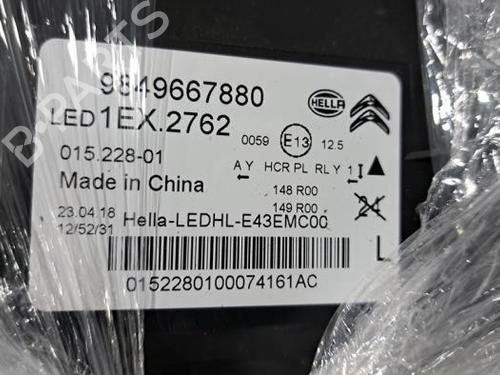 9849667880
HELLA
LED 1EX.2762
0059 E13 12.5
015.228-01
A Y HCR PL RL Y 1
Made in China
148 R00
149 R00
23.04.18
12/52/31
Hella-LEDHL-E43EMC00
24
L
0152280100074161AC
B-PARTS